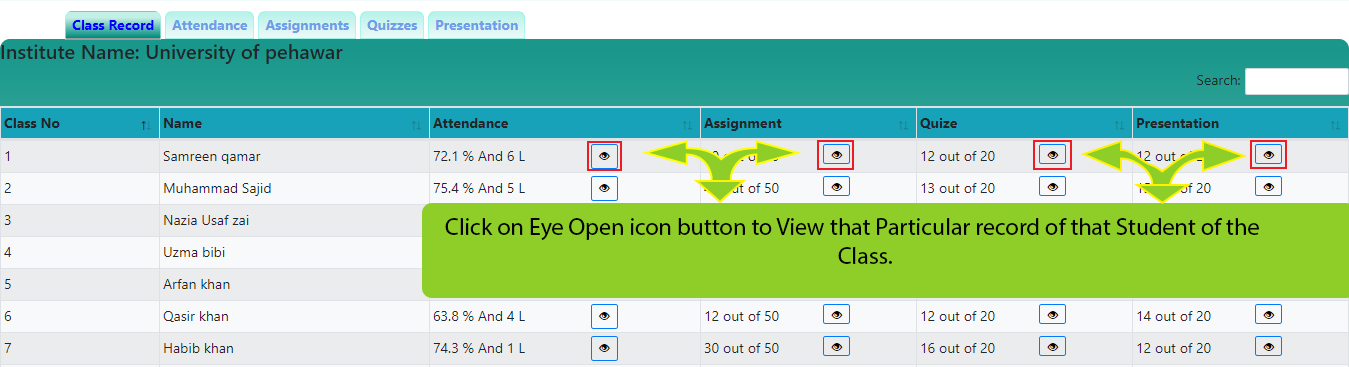 Class Record Attendance Assignments Quizzes Presentation
Institute Name: University of pehawar
Search:
Class No Name Attendance Assignment Quize Presentation
1 Samreen qamar 72.1 % And 6 L out of 50 12 out of 20 12 out of 20
2 Muhammad Sajid 75.4 % And 5 L out of 50 13 out of 20 out of 20
3 Nazia Usaf zai
4 Uzma bibi
5 Arfan khan
Click on Eye Open icon button to View that Particular record of that Student of the
Class.
6 Qasir khan 63.8 % And 4 L 12 out of 50 12 out of 20 14 out of 20
7 Habib khan 74.3 % And 1 L 30 out of 50 16 out of 20 12 out of 20